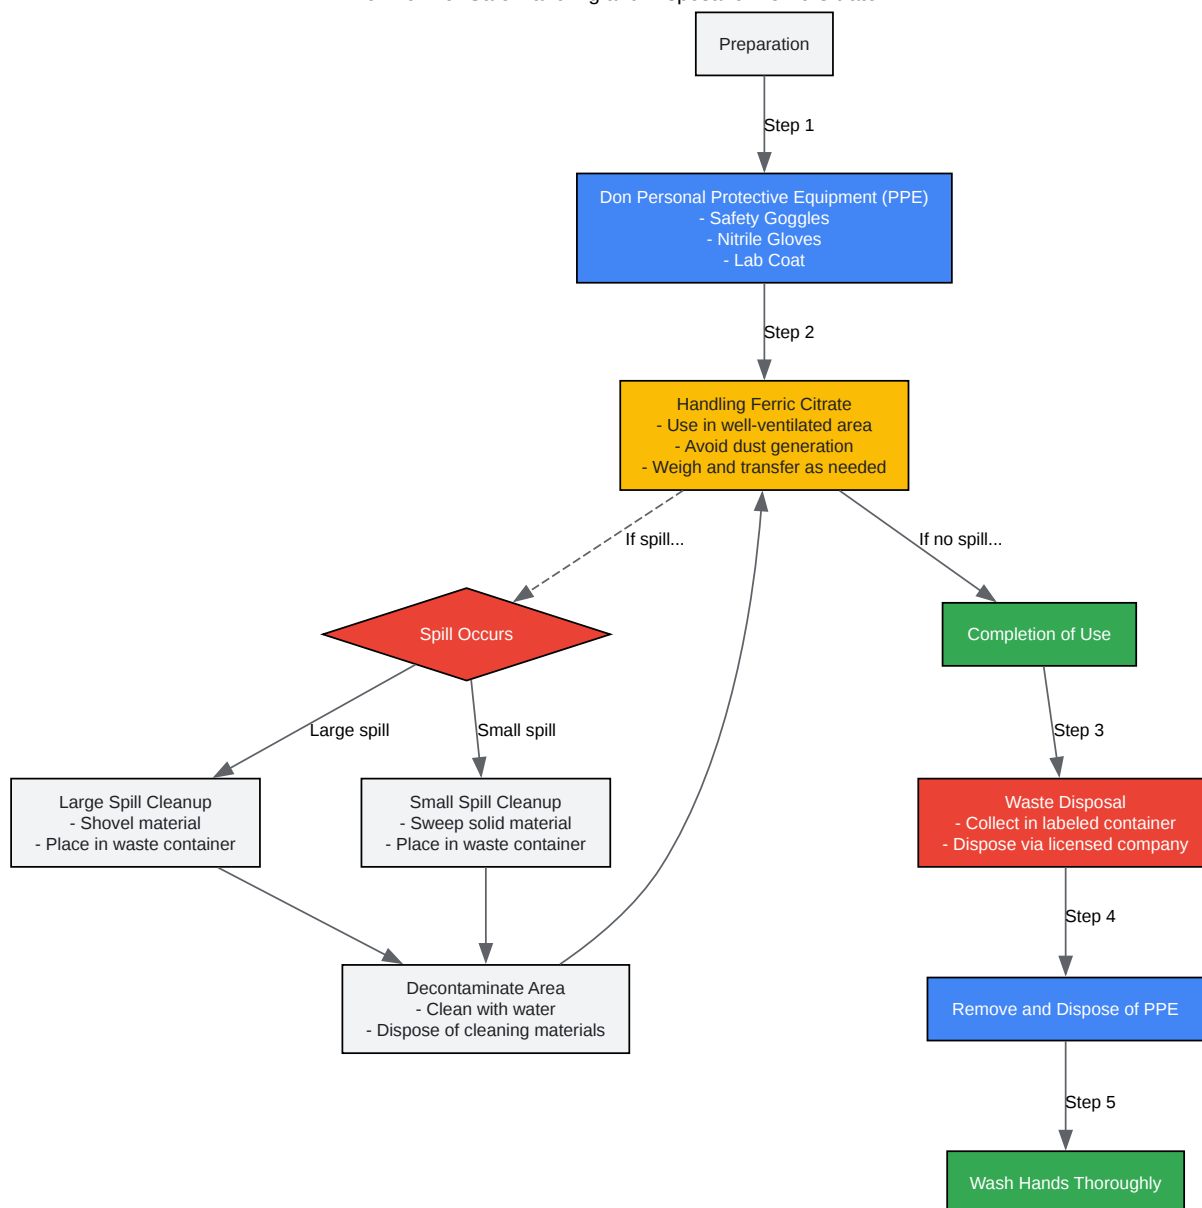 Preparation
Step 1
Don Personal Protective Equipment (PPE)
- Safety Goggles
- Nitrile Gloves
- Lab Coat
Step 2
Handling Ferric Citrate
- Use in well-ventilated area
- Avoid dust generation
- Weigh and transfer as needed
If spill...
If no spill...
Spill Occurs
Completion of Use
Large spill
Small spill
Step 3
Large Spill Cleanup
- Shovel material
- Place in waste container
Small Spill Cleanup
- Sweep solid material
- Place in waste container
Waste Disposal
- Collect in labeled container
- Dispose via licensed company
Step 4
Decontaminate Area
- Clean with water
- Dispose of cleaning materials
Remove and Dispose of PPE
Step 5
Wash Hands Thoroughly